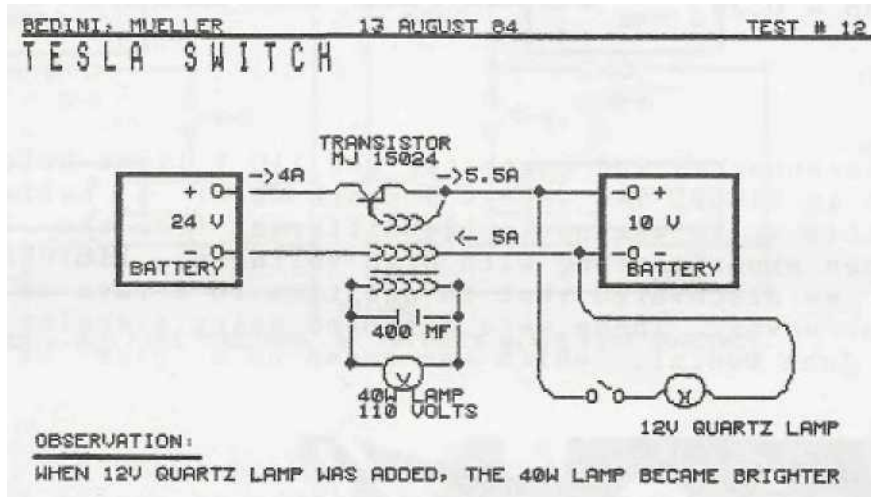 BEDINI, MUELLER 13 AUGUST 84 TEST # 12
TESLA SWITCH
TRANSISTOR
MJ 15024
->4A ->5.5A
+ O O +
24 V 10 V
<- 5A
- O O -
BATTERY BATTERY
400 MF
V
40W LAMP
110 VOLTS
12V QUARTZ LAMP
OBSERVATION:
WHEN 12V QUARTZ LAMP WAS ADDED, THE 40W LAMP BECAME BRIGHTER